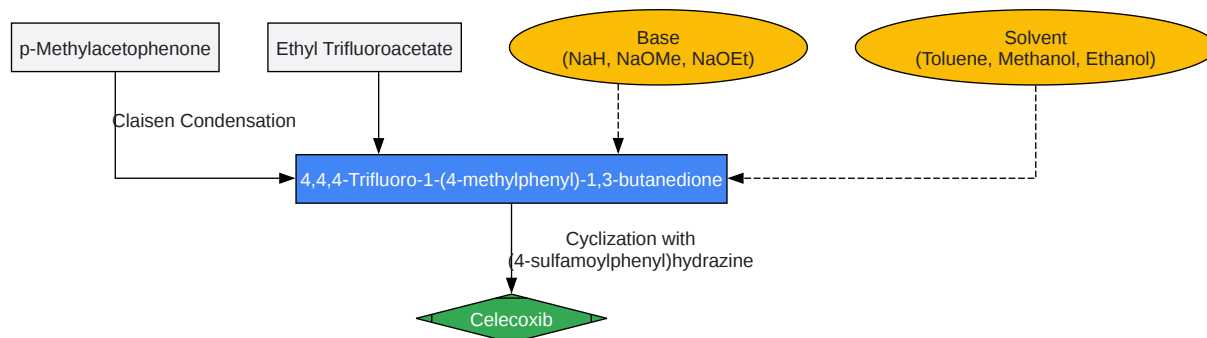 p-Methylacetophenone
Ethyl Trifluoroacetate
Base
(NaH, NaOMe, NaOEt)
Solvent
(Toluene, Methanol, Ethanol)
Claisen Condensation
4,4,4-Trifluoro-1-(4-methylphenyl)-1,3-butanedione
Cyclization with
(4-sulfamoylphenyl)hydrazine
Celecoxib